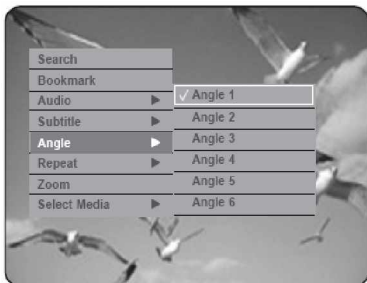 Search
Bookmark
Audio ▶
Subtitle ▶
Angle ▶
Repeat ▶
Zoom
Select Media ▶
✓ Angle 1
Angle 2
Angle 3
Angle 4
Angle 5
Angle 6